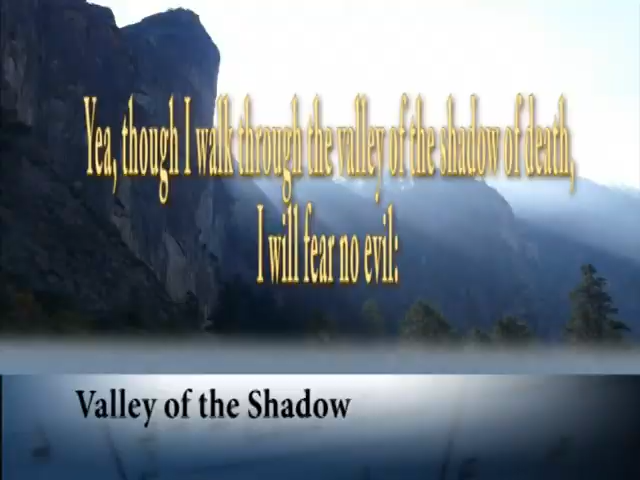 Yea, though I walk through the valley of the shadow of death,
I will fear no evil:
Valley of the Shadow